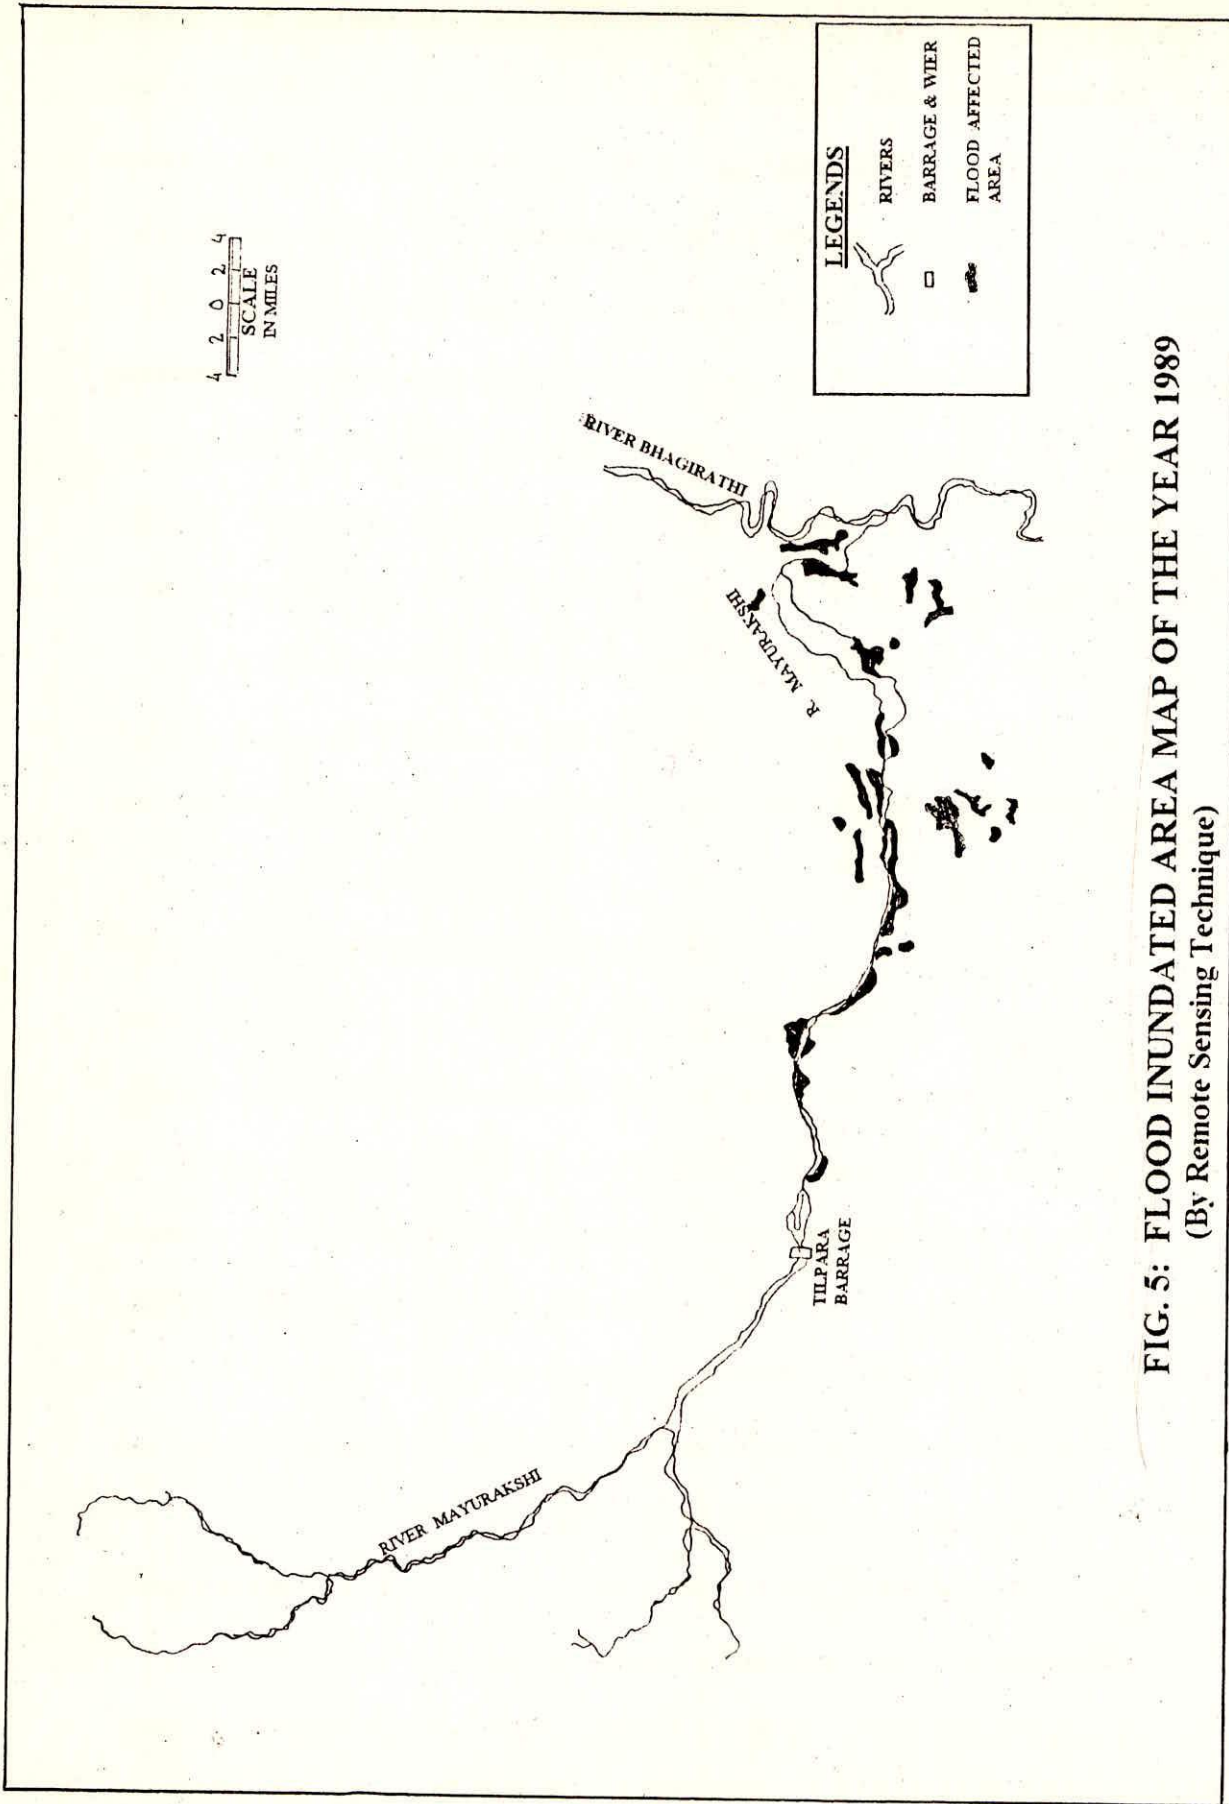 4 2 0 2 4
SCALE
IN MILES
RIVER BHAGIRATHI
R. MAYURAKSHI
RIVER MAYURAKSHI
TILPARA
BARRAGE
LEGENDS
RIVERS
BARRAGE & WIER
FLOOD AFFECTED
AREA
FIG. 5: FLOOD INUNDATED AREA MAP OF THE YEAR 1989
(By Remote Sensing Technique)